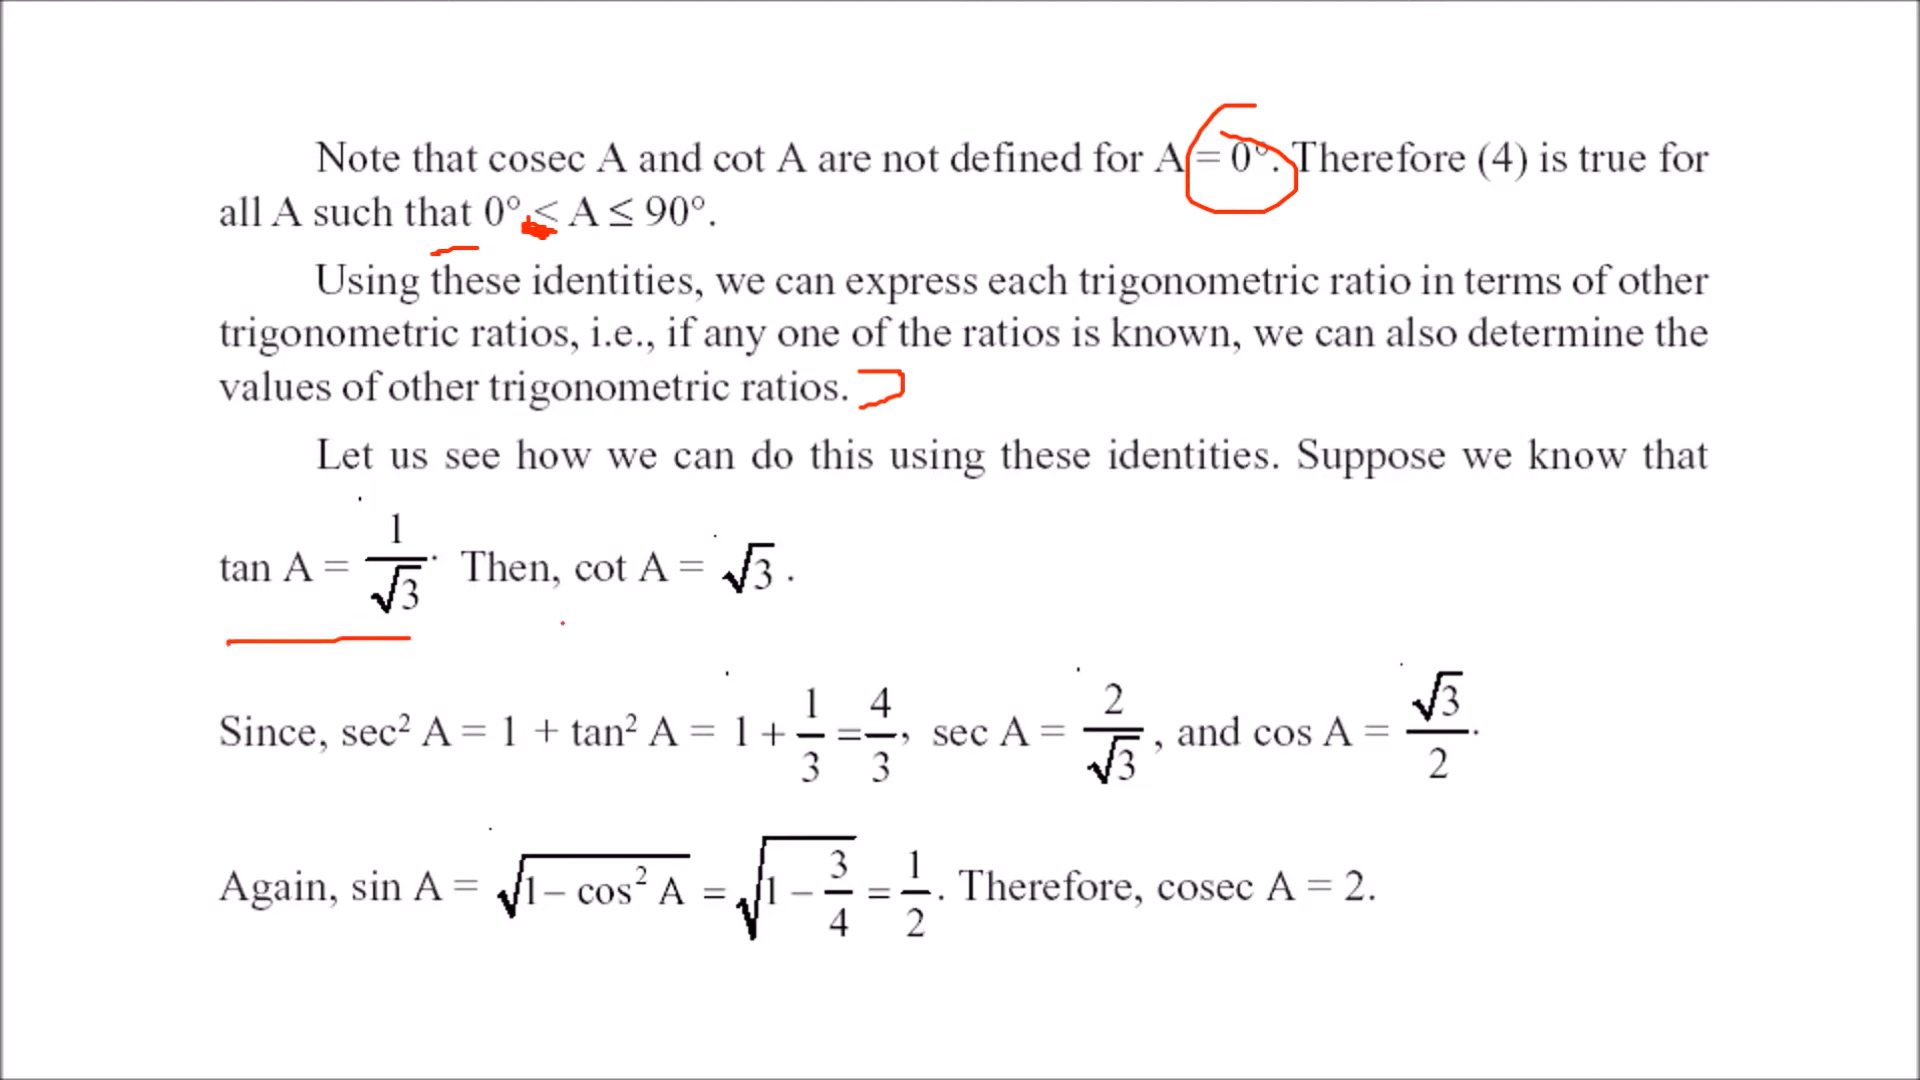 Note that cosec A and cot A are not defined for A = 0°. Therefore (4) is true for
all A such that 0° < A ≤ 90°.
Using these identities, we can express each trigonometric ratio in terms of other
trigonometric ratios, i.e., if any one of the ratios is known, we can also determine the
values of other trigonometric ratios.
Let us see how we can do this using these identities. Suppose we know that
tan A = 1/√3. Then, cot A = √3.
Since, sec² A = 1 + tan² A = 1 + 1/3 = 4/3, sec A = 2/√3, and cos A = √3/2.
Again, sin A = √(1 − cos² A) = √(1 − 3/4) = 1/2. Therefore, cosec A = 2.